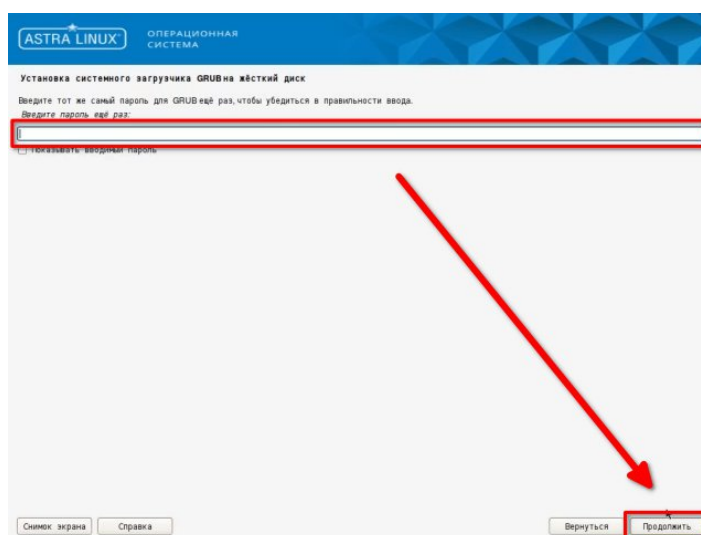 ASTRA LINUX®
ОПЕРАЦИОННАЯ
СИСТЕМА
Установка системного загрузчика GRUB на жёсткий диск
Введите тот же самый пароль для GRUB ещё раз, чтобы убедиться в правильности ввода.
Введите пароль ещё раз:
Показывать вводимый пароль
Снимок экрана
Справка
Вернуться
Продолжить